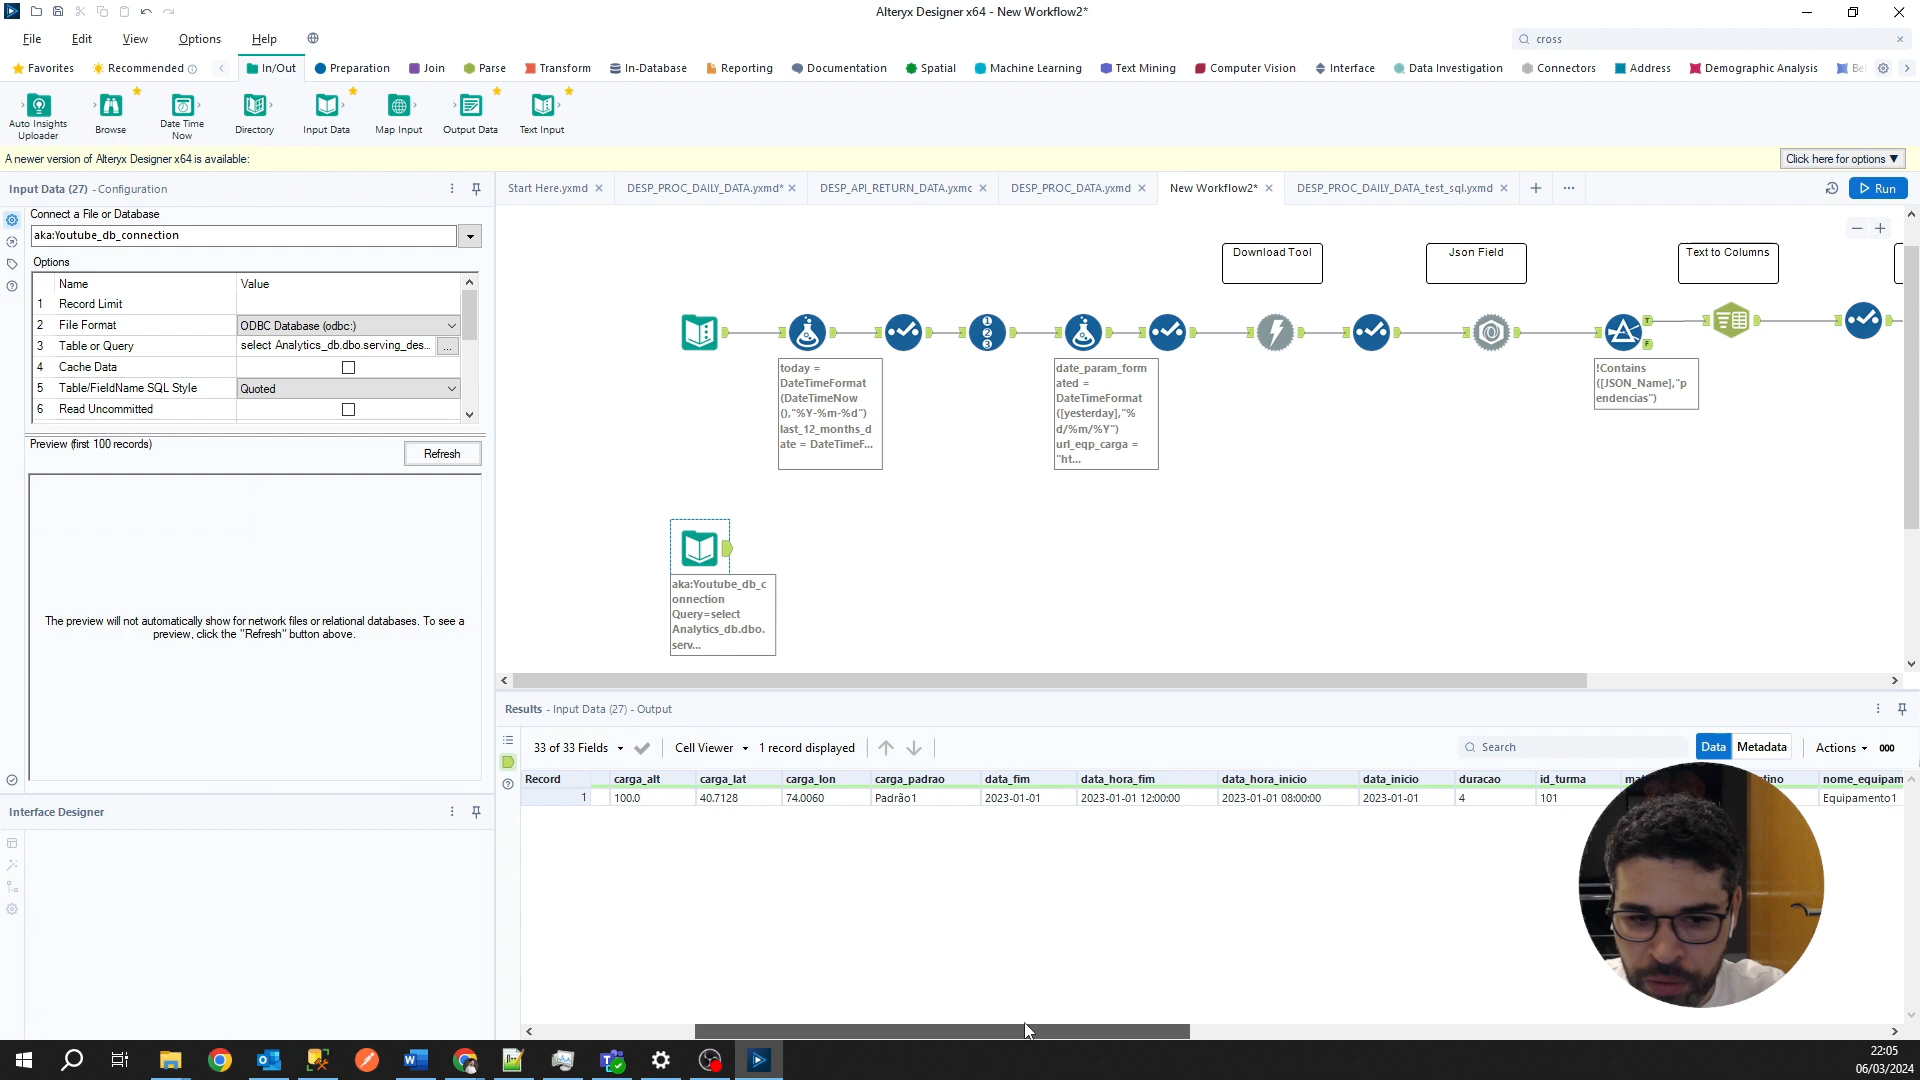 Alteryx Designer x64 - New Workflow2*
File Edit View Options Help
cross
Favorites Recommended In/Out Preparation Join Parse Transform In-Database Reporting Documentation Spatial Machine Learning Text Mining Computer Vision Interface Data Investigation Connectors Address Demographic Analysis Be
Auto Insights
Uploader
Browse
Date Time
Now
Directory
Input Data
Map Input
Output Data
Text Input
A newer version of Alteryx Designer x64 is available:
Click here for options ▼
Input Data (27) - Configuration
Connect a File or Database
aka:Youtube_db_connection
Options
Name Value
1 Record Limit
2 File Format ODBC Database (odbc:)
3 Table or Query select Analytics_db.dbo.serving_des... ...
4 Cache Data
5 Table/FieldName SQL Style Quoted
6 Read Uncommitted
Preview (first 100 records)
Refresh
The preview will not automatically show for network files or relational databases. To see a
preview, click the "Refresh" button above.
Interface Designer
Start Here.yxmd DESP_PROC_DAILY_DATA.yxmd* DESP_API_RETURN_DATA.yxmc DESP_PROC_DATA.yxmd New Workflow2* DESP_PROC_DAILY_DATA_test_sql.yxmd
Run
Download Tool
Json Field
Text to Columns
1
2
3
T
F
today =
DateTimeFormat
(DateTimeNow
(),"%Y-%m-%d")
last_12_months_d
ate = DateTimeF...
date_param_form
ated =
DateTimeFormat
([yesterday],"%
d/%m/%Y")
url_eqp_carga =
"ht...
!Contains
([JSON_Name],"p
endencias")
aka:Youtube_db_c
onnection
Query=select
Analytics_db.dbo.
serv...
Results - Input Data (27) - Output
33 of 33 Fields Cell Viewer 1 record displayed Search Data Metadata Actions 000
Record carga_alt carga_lat carga_lon carga_padrao data_fim data_hora_fim data_hora_inicio data_inicio duracao id_turma tino nome_equipam
1 100.0 40.7128 74.0060 Padrão1 2023-01-01 2023-01-01 12:00:00 2023-01-01 08:00:00 2023-01-01 4 101 Equipamento1
22:05
06/03/2024